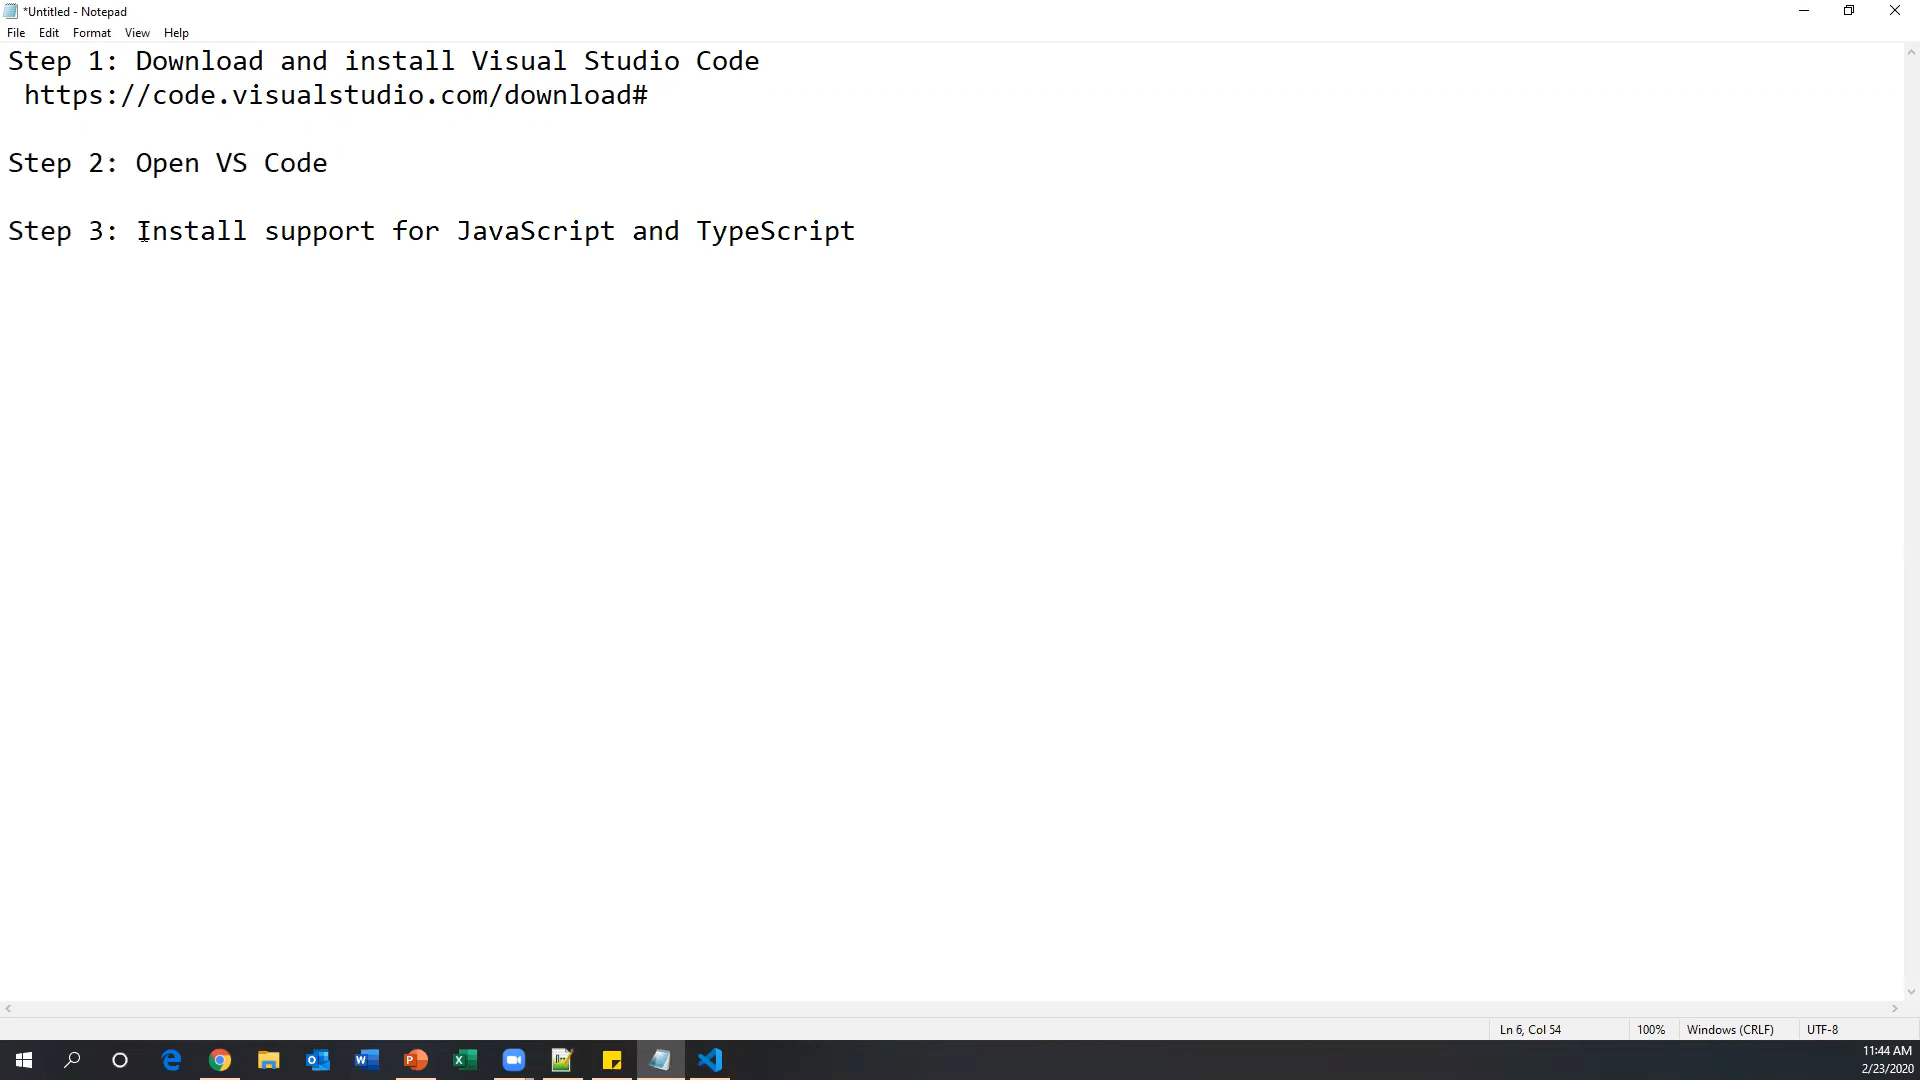 *Untitled - Notepad
File Edit Format View Help
Step 1: Download and install Visual Studio Code
https://code.visualstudio.com/download#
Step 2: Open VS Code
Step 3: Install support for JavaScript and TypeScript
Ln 6, Col 54 100% Windows (CRLF) UTF-8
11:44 AM
2/23/2020